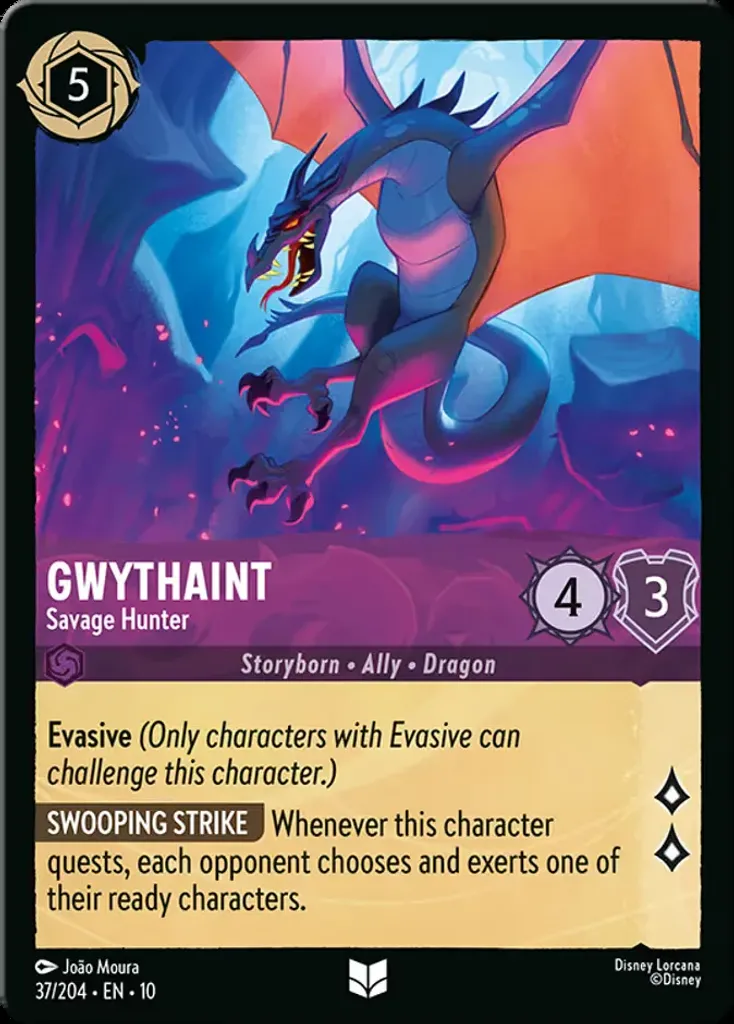 5
GWYTHAINT
Savage Hunter
4
3
Storyborn • Ally • Dragon
Evasive (Only characters with Evasive can
challenge this character.)
SWOOPING STRIKE Whenever this character
quests, each opponent chooses and exerts one of
their ready characters.
João Moura
37/204 • EN • 10
Disney Lorcana
©Disney